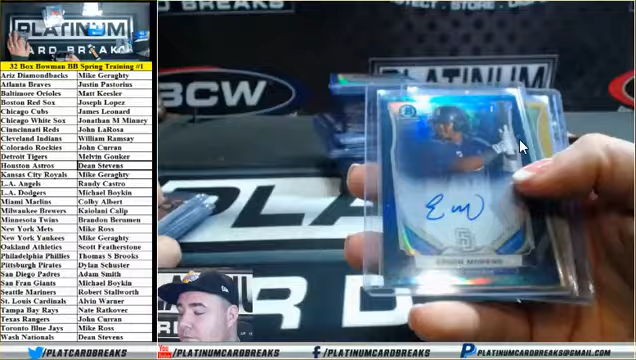 PLATINUM
CARD BREAKS
32 Box Bowman BB Spring Training #1
Ariz Diamondbacks Mike Geraghty
Atlanta Braves Justin Pastorius
Baltimore Orioles Matt Keesler
Boston Red Sox Joseph Lopez
Chicago Cubs James Leonard
Chicago White Sox Jonathan M Minney
Cincinnati Reds John LaRosa
Cleveland Indians William Ramsay
Colorado Rockies John Curran
Detroit Tigers Melvin Gouker
Houston Astros Dean Stevens
Kansas City Royals Mike Geraghty
L.A. Angels Randy Castro
L.A. Dodgers Michael Boykin
Miami Marlins Colby Albert
Milwaukee Brewers Kaiolani Calip
Minnesota Twins Brandon Berumen
New York Mets Mike Ross
New York Yankees Mike Geraghty
Oakland Athletics Scott Featherstone
Philadelphia Phillies Thomas S Brooks
Pittsburgh Pirates Dylan Schuster
San Diego Padres Adam Smith
San Fran Giants Michael Boykin
Seattle Mariners Robert Stallworth
St. Louis Cardinals Alvin Warner
Tampa Bay Rays Nate Ratkovec
Texas Rangers John Curran
Toronto Blue Jays Mike Ross
Wash Nationals Dean Stevens
STORE
BCW
/PLATCARDBREAKS
You Tube /PLATINUMCARDBREAKS
/PLATINUMCARDBREAKS
/PLATINUMCARDBREAKS